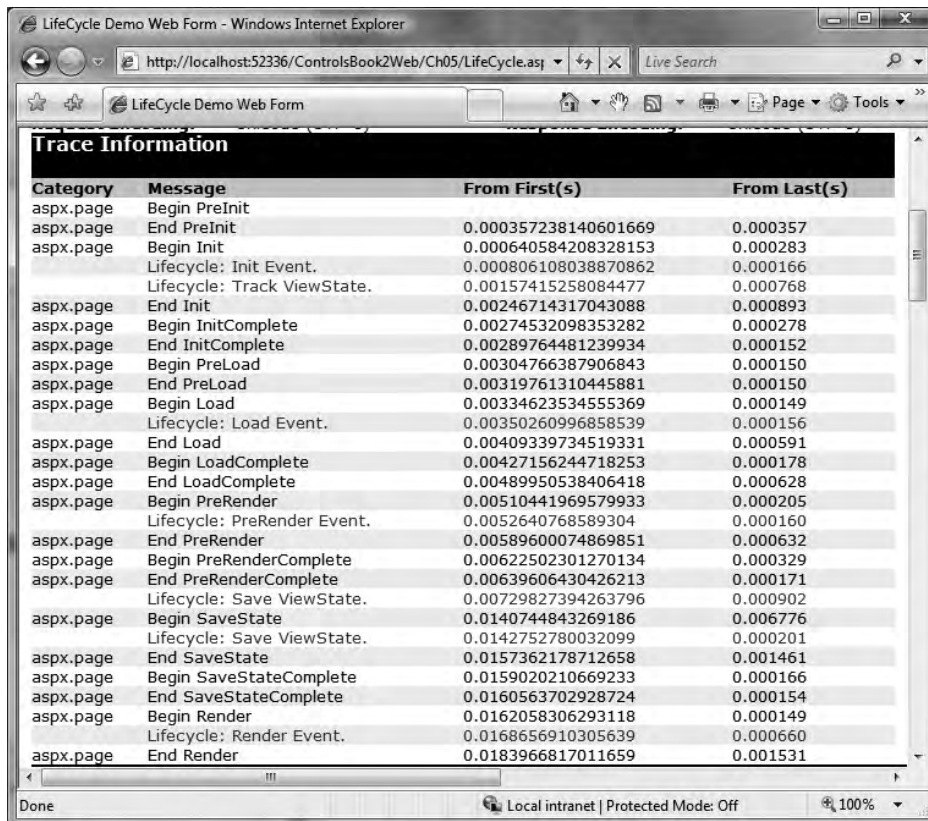 LifeCycle Demo Web Form - Windows Internet Explorer
http://localhost:52336/ControlsBook2Web/Ch05/LifeCycle.asp Live Search
LifeCycle Demo Web Form Page Tools
Trace Information
Category Message From First(s) From Last(s)
aspx.page Begin PreInit
aspx.page End PreInit 0.000357238140601669 0.000357
aspx.page Begin Init 0.000640584208328153 0.000283
Lifecycle: Init Event. 0.000806108038870862 0.000166
Lifecycle: Track ViewState. 0.00157415258084477 0.000768
aspx.page End Init 0.00246714317043088 0.000893
aspx.page Begin InitComplete 0.00274532098353282 0.000278
aspx.page End InitComplete 0.00289764481239934 0.000152
aspx.page Begin PreLoad 0.00304766387906843 0.000150
aspx.page End PreLoad 0.00319761310445881 0.000150
aspx.page Begin Load 0.00334623534555369 0.000149
Lifecycle: Load Event. 0.00350260996858539 0.000156
aspx.page End Load 0.00409339734519331 0.000591
aspx.page Begin LoadComplete 0.00427156244718253 0.000178
aspx.page End LoadComplete 0.00489950538406418 0.000628
aspx.page Begin PreRender 0.00510441969579933 0.000205
Lifecycle: PreRender Event. 0.0052640768589304 0.000160
aspx.page End PreRender 0.00589600074869851 0.000632
aspx.page Begin PreRenderComplete 0.00622502301270134 0.000329
aspx.page End PreRenderComplete 0.00639606430426213 0.000171
Lifecycle: Save ViewState. 0.00729827394263796 0.000902
aspx.page Begin SaveState 0.0140744843269186 0.006776
Lifecycle: Save ViewState. 0.0142752780032099 0.000201
aspx.page End SaveState 0.0157362178712658 0.001461
aspx.page Begin SaveStateComplete 0.0159020210669233 0.000166
aspx.page End SaveStateComplete 0.0160563702928724 0.000154
aspx.page Begin Render 0.0162058306293118 0.000149
Lifecycle: Render Event. 0.0168656910305639 0.000660
aspx.page End Render 0.0183966817011659 0.001531
Done Local intranet | Protected Mode: Off 100%